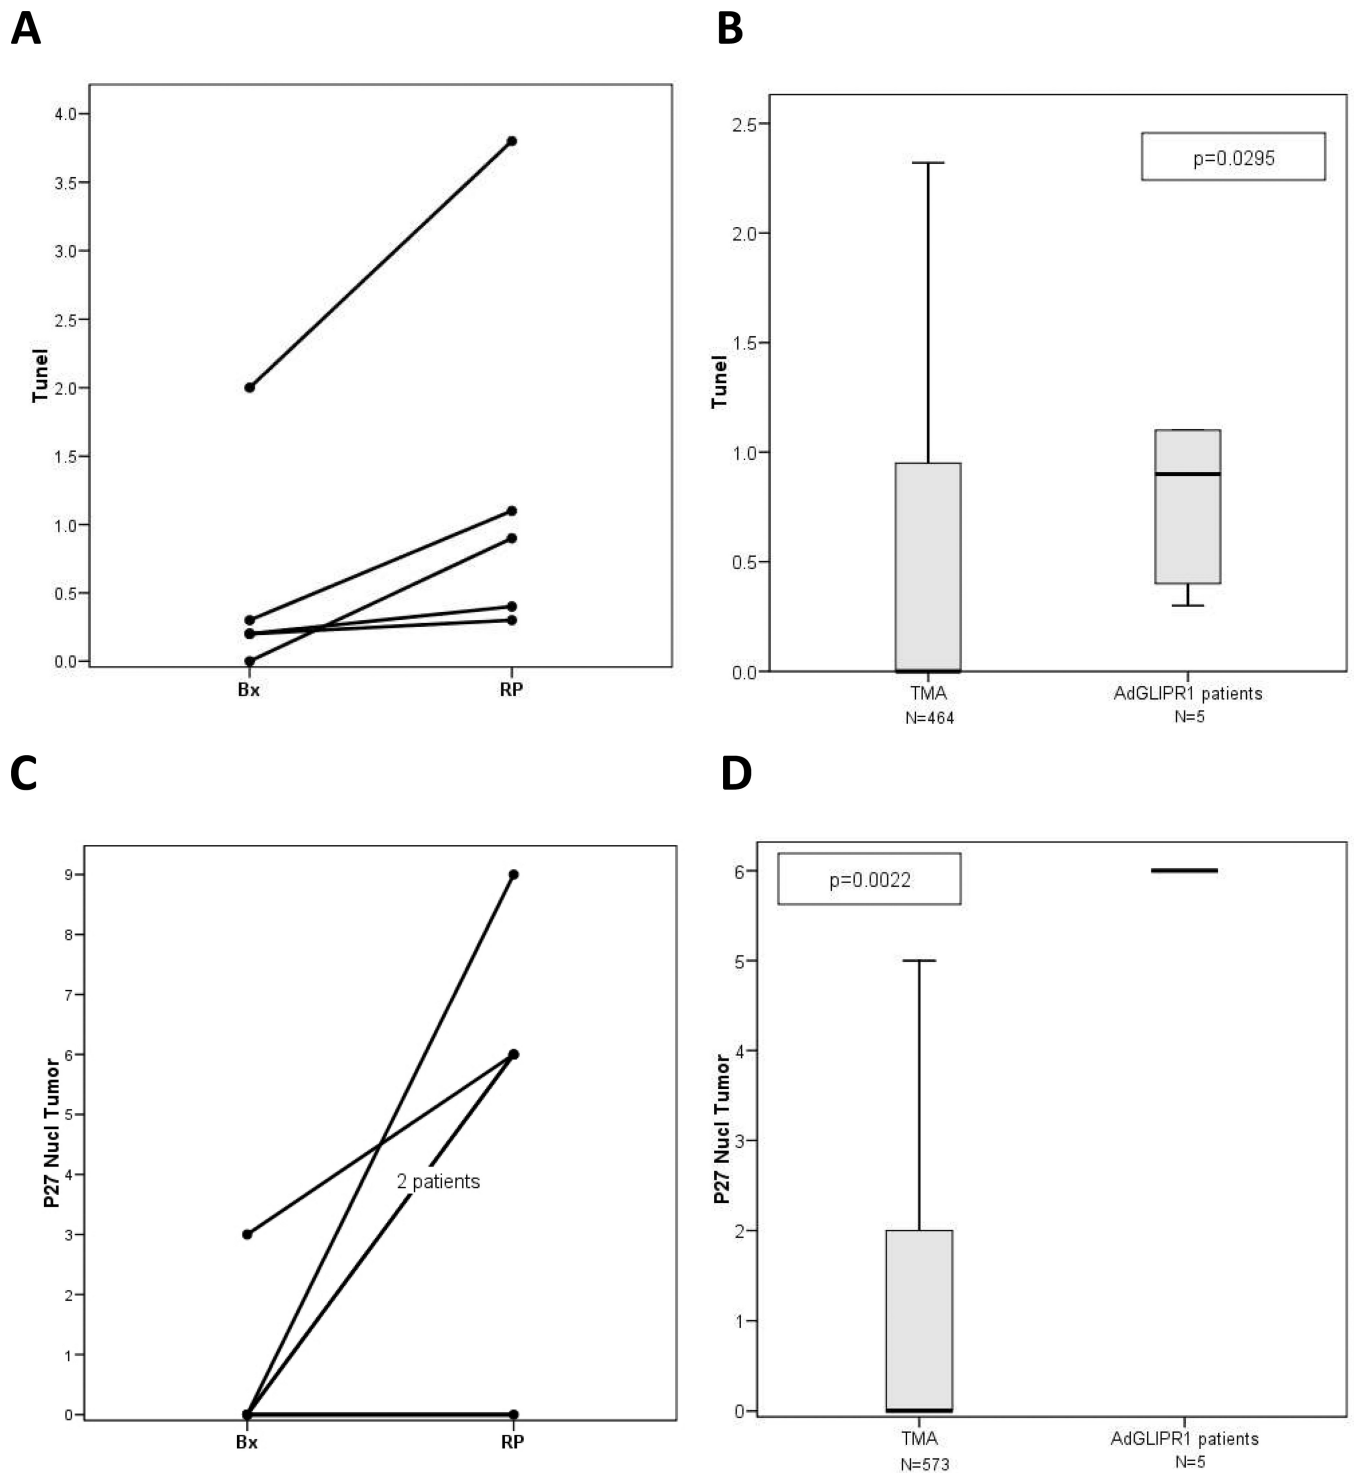 A
B
4.0
3.5
3.0
2.5
2.0
1.5
1.0
0.5
0.0
Tunel
Bx
RP
2.5
2.0
1.5
1.0
0.5
0.0
Tunel
p=0.0295
TMA
N=464
AdGLIPR1 patients
N=5
C
D
9
8
7
6
5
4
3
2
1
0
P27 Nucl Tumor
2 patients
Bx
RP
6
5
4
3
2
1
0
P27 Nucl Tumor
p=0.0022
TMA
N=573
AdGLIPR1 patients
N=5